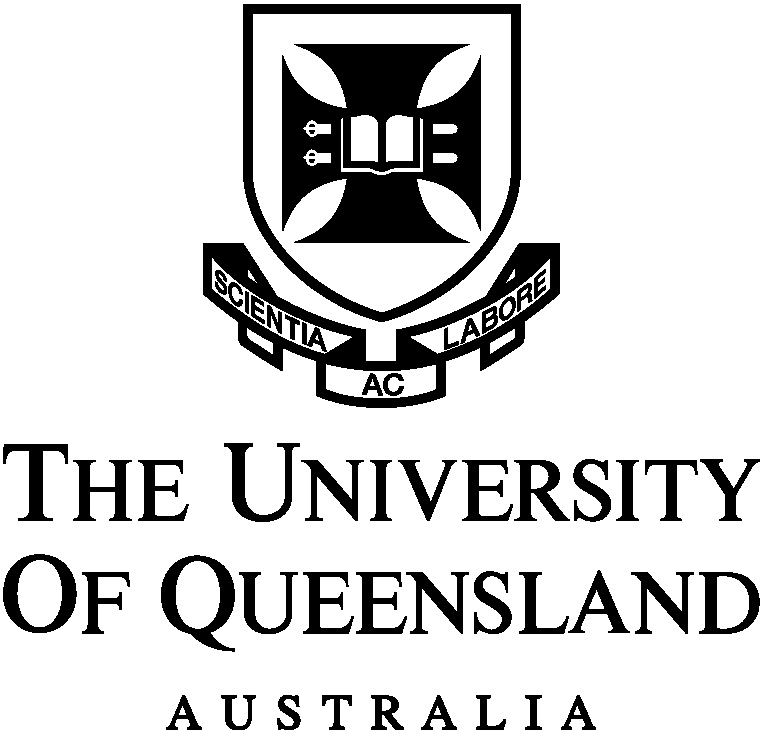 SCIENTIA
AC
LABORE
THE UNIVERSITY
OF QUEENSLAND
AUSTRALIA